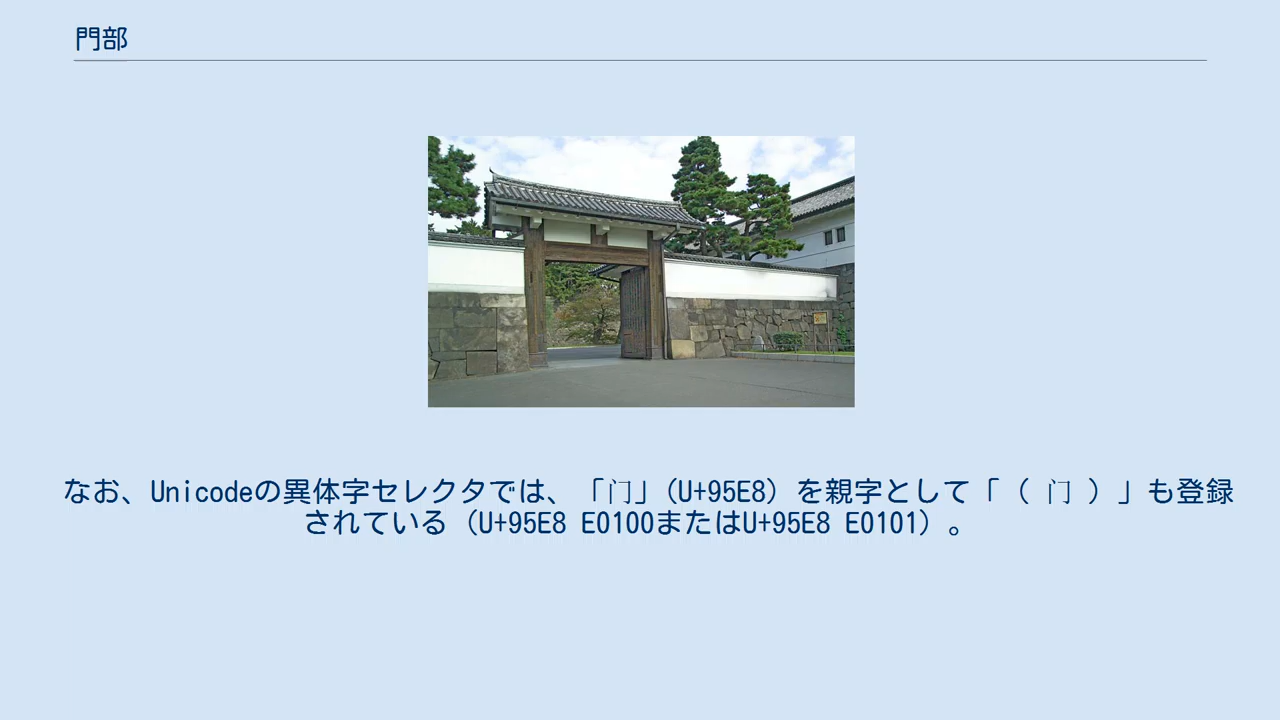 門部
なお、Unicodeの異体字セレクタでは、「门」（U+95E8）を親字として「（ 门 ）」も登録
されている（U+95E8 E0100またはU+95E8 E0101）。